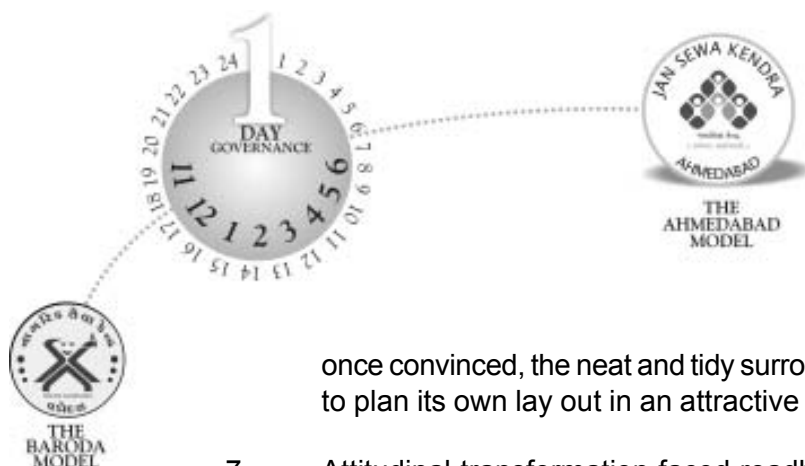 1
1 2 3 4 5 6 7 8 9 10 11 12 13 14 15 16 17 18 19 20 21 22 23 24
DAY
GOVERNANCE
11 12 1 2 3 4 5 6
JAN SEWA KENDRA
AHMEDABAD
THE
AHMEDABAD
MODEL
THE
BARODA
MODEL
once convinced, the neat and tidy surro
to plan its own lay out in an attractive
7 Attitudinal transformation faced roadl